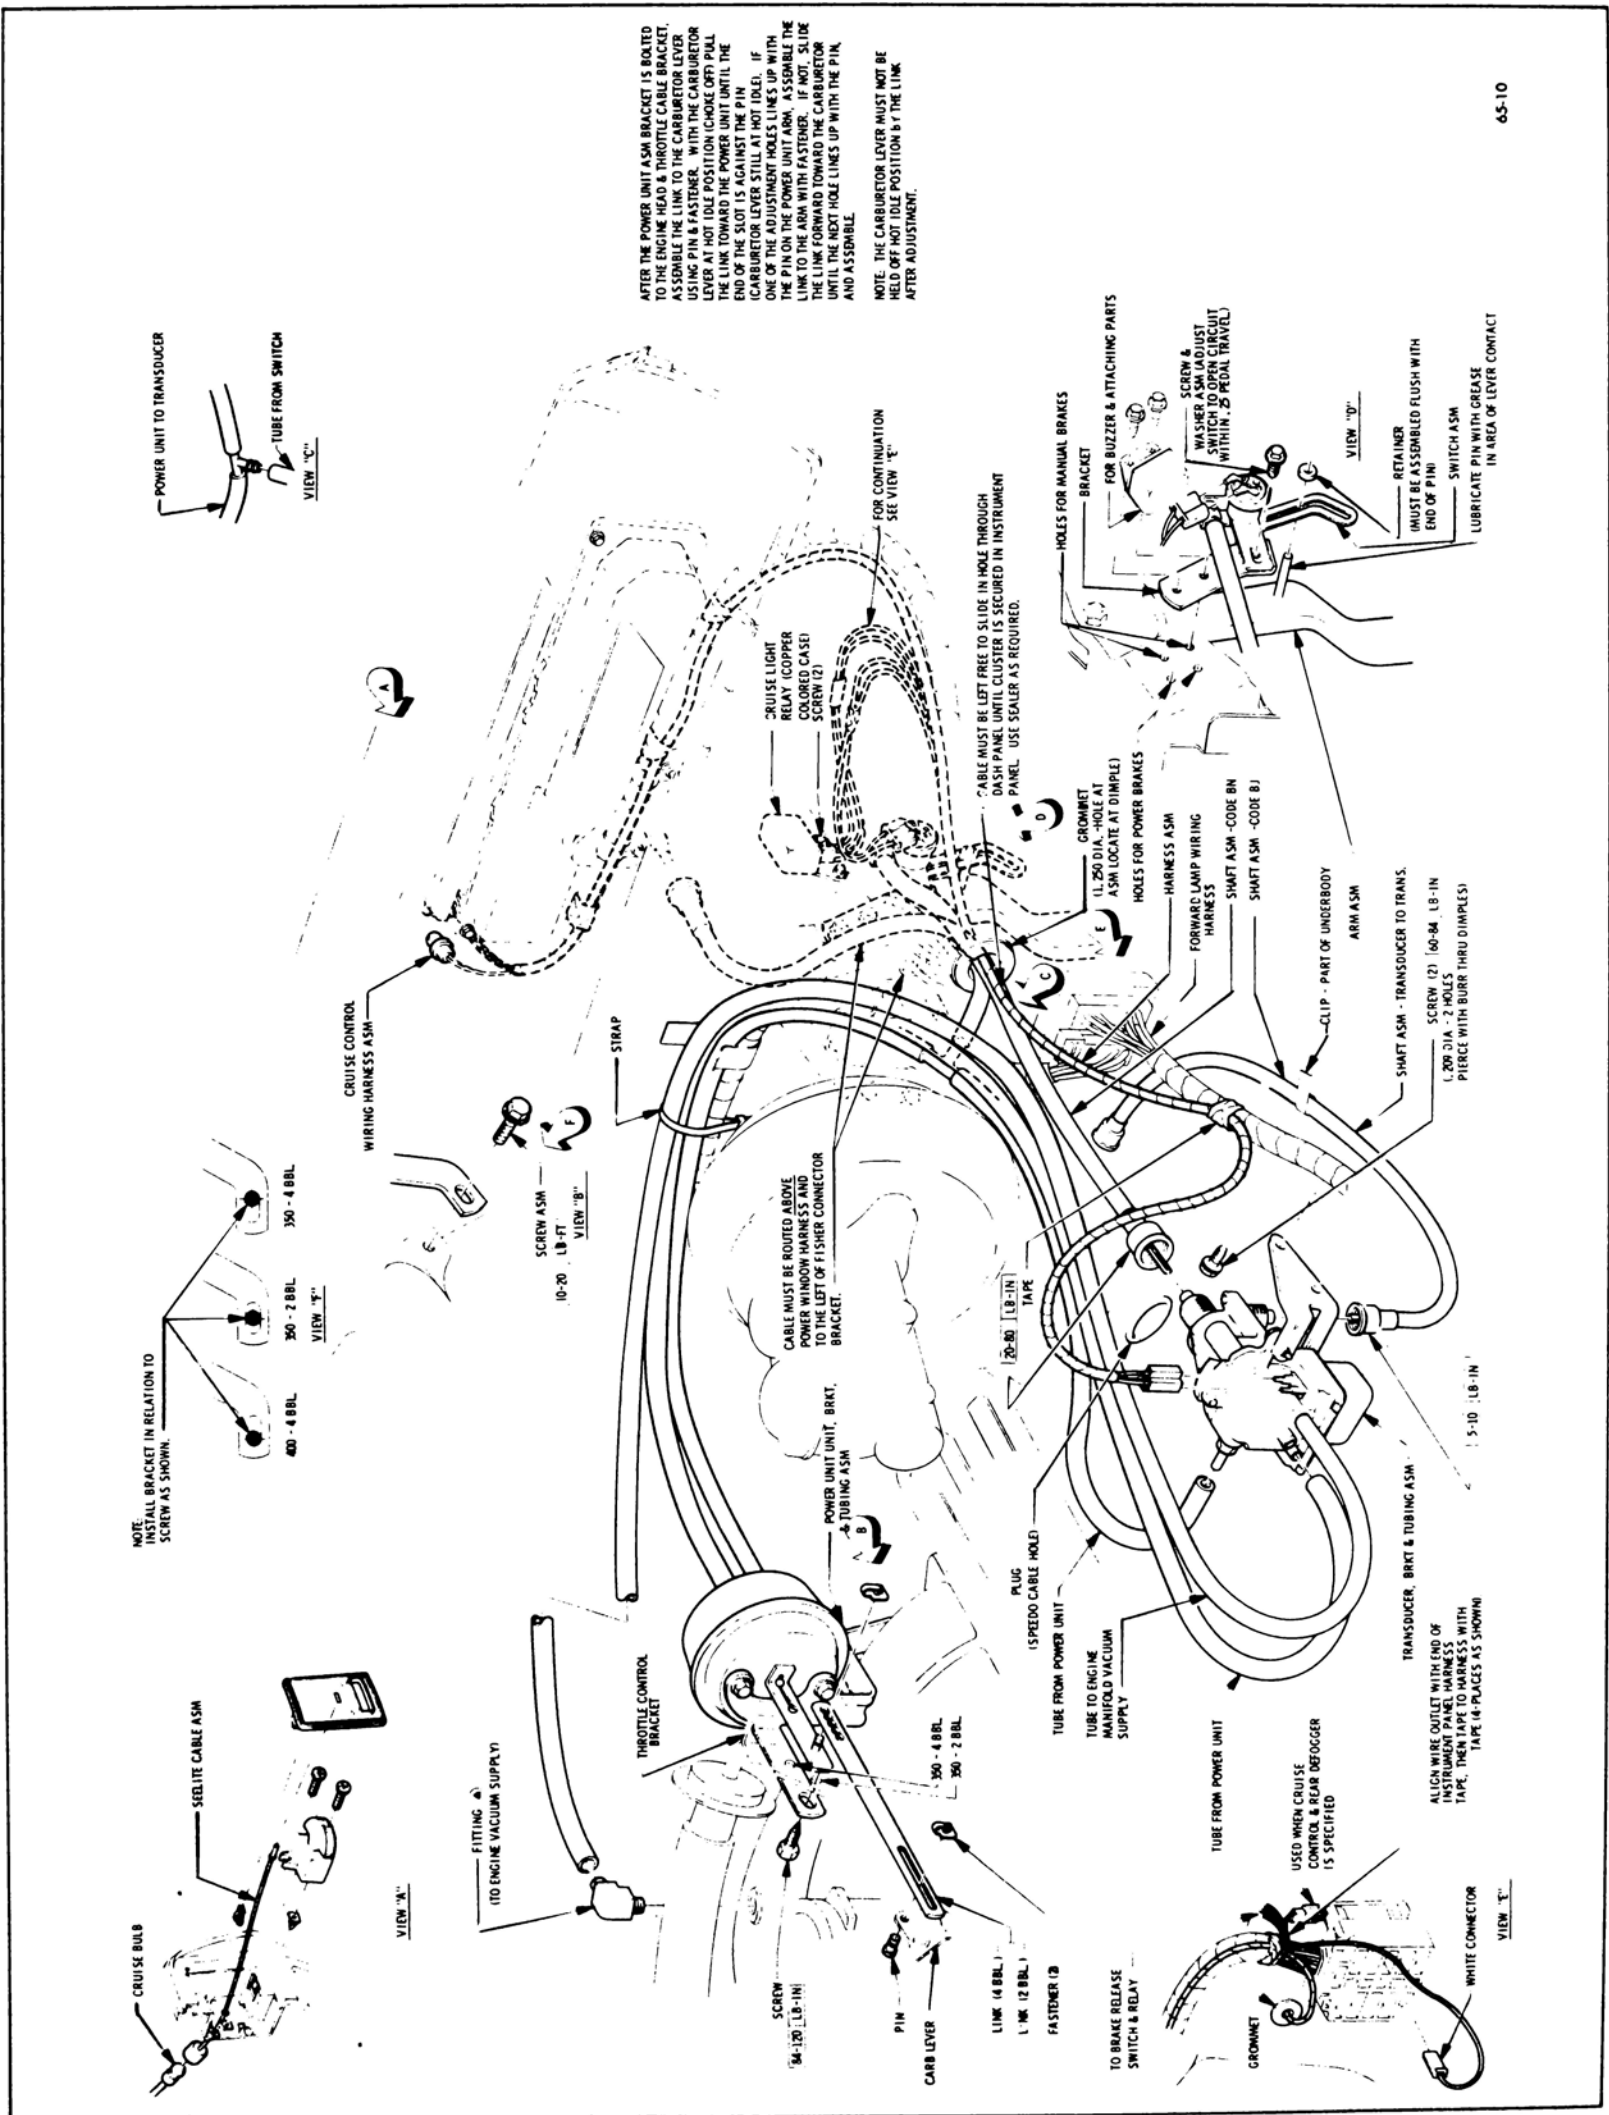 CRUISE BULB
SEELITE CABLE ASM
VIEW "A"
NOTE:
INSTALL BRACKET IN RELATION TO
SCREW AS SHOWN.
400 - 4 BBL
350 - 2 BBL
350 - 4 BBL
VIEW "F"
CRUISE CONTROL
WIRING HARNESS ASM
A
POWER UNIT TO TRANSDUCER
TUBE FROM SWITCH
VIEW "C"
SCREW ASM
10-20 LB-FT
VIEW "B"
F
STRAP
FITTING
(TO ENGINE VACUUM SUPPLY)
THROTTLE CONTROL
BRACKET
SCREW
84-120 LB-IN
PIN
CARB LEVER
LINK (4 BBL.)
LINK (2 BBL.)
FASTENER (2)
350 - 4 BBL
350 - 2 BBL
POWER UNIT UNIT, BRKT,
& TUBING ASM
B
CABLE MUST BE ROUTED ABOVE
POWER WINDOW HARNESS AND
TO THE LEFT OF FISHER CONNECTOR
BRACKET.
CRUISE LIGHT
RELAY (COPPER
COLORED CASE)
SCREW (2)
FOR CONTINUATION
SEE VIEW "E"
AFTER THE POWER UNIT ASM BRACKET IS BOLTED
TO THE ENGINE HEAD & THROTTLE CABLE BRACKET,
ASSEMBLE THE LINK TO THE CARBURETOR LEVER
USING PIN & FASTENER. WITH THE CARBURETOR
LEVER AT HOT IDLE POSITION (CHOKE OFF) PULL
THE LINK TOWARD THE POWER UNIT UNTIL THE
END OF THE SLOT IS AGAINST THE PIN
(CARBURETOR LEVER STILL AT HOT IDLE). IF
ONE OF THE ADJUSTMENT HOLES LINES UP WITH
THE PIN ON THE POWER UNIT ARM, ASSEMBLE THE
LINK TO THE ARM WITH FASTENER. IF NOT, SLIDE
THE LINK FORWARD TOWARD THE CARBURETOR
UNTIL THE NEXT HOLE LINES UP WITH THE PIN,
AND ASSEMBLE.
NOTE: THE CARBURETOR LEVER MUST NOT BE
HELD OFF HOT IDLE POSITION BY THE LINK
AFTER ADJUSTMENT.
CABLE MUST BE LEFT FREE TO SLIDE IN HOLE THROUGH
DASH PANEL UNTIL CLUSTER IS SECURED IN INSTRUMENT
PANEL. USE SEALER AS REQUIRED.
D
GROMMET
(1.250 DIA. -HOLE AT
ASM LOCATE AT DIMPLE)
E
C
HOLES FOR POWER BRAKES
HARNESS ASM
FORWARD LAMP WIRING
HARNESS
SHAFT ASM -CODE BN
SHAFT ASM -CODE BJ
CLIP - PART OF UNDERBODY
ARM ASM
SHAFT ASM - TRANSDUCER TO TRANS.
SCREW (2) 60-84 LB-IN
(.209 DIA - 2 HOLES
PIERCE WITH BURR THRU DIMPLES)
HOLES FOR MANUAL BRAKES
BRACKET
FOR BUZZER & ATTACHING PARTS
SCREW &
WASHER ASM (ADJUST
SWITCH TO OPEN CIRCUIT
WITHIN .25 PEDAL TRAVEL)
VIEW "D"
RETAINER
(MUST BE ASSEMBLED FLUSH WITH
END OF PIN)
SWITCH ASM
LUBRICATE PIN WITH GREASE
IN AREA OF LEVER CONTACT
20-80 LB-IN
TAPE
PLUG
(SPEEDO CABLE HOLE)
TUBE FROM POWER UNIT
TUBE TO ENGINE
MANIFOLD VACUUM
SUPPLY
TUBE FROM POWER UNIT
TRANSDUCER, BRKT & TUBING ASM
5-10 LB-IN
TO BRAKE RELEASE
SWITCH & RELAY
GROMMET
USED WHEN CRUISE
CONTROL & REAR DEFOGGER
IS SPECIFIED
ALIGN WIRE OUTLET WITH END OF
INSTRUMENT PANEL HARNESS
TAPE, THEN TAPE TO HARNESS WITH
TAPE (4-PLACES AS SHOWN)
WHITE CONNECTOR
VIEW "E"
65-10